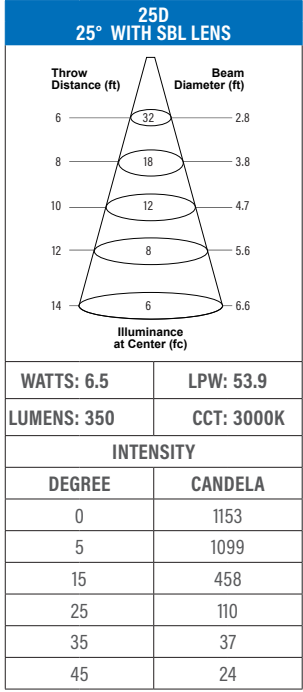 25D
25° WITH SBL LENS
Throw Beam
Distance (ft) Diameter (ft)
6 32 2.8
8 18 3.8
10 12 4.7
12 8 5.6
14 6 6.6
Illuminance
at Center (fc)
WATTS: 6.5 LPW: 53.9
LUMENS: 350 CCT: 3000K
INTENSITY
DEGREE CANDELA
0 1153
5 1099
15 458
25 110
35 37
45 24